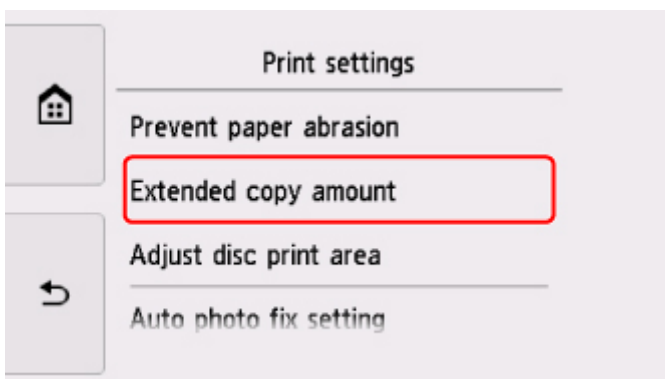 Print settings
Prevent paper abrasion
Extended copy amount
Adjust disc print area
Auto photo fix setting